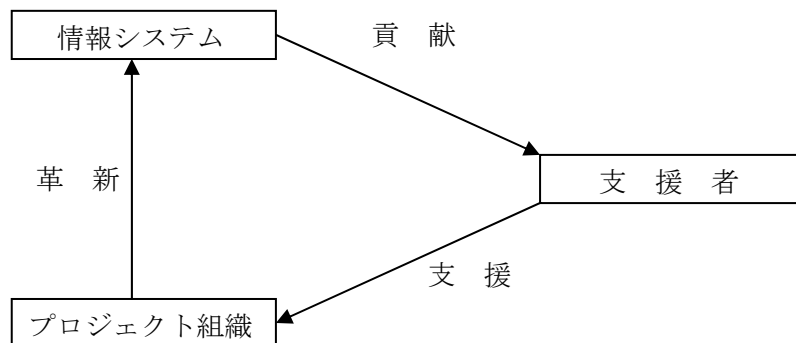 情報システム
貢 献
革 新
支 援 者
支 援
プロジェクト組織